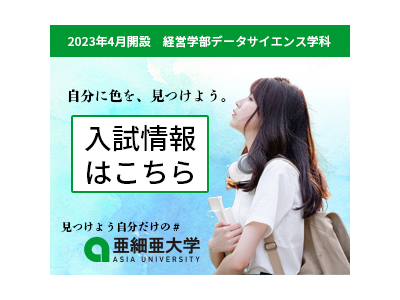 2023年4月開設　経営学部データサイエンス学科
自分に色を、見つけよう。
入試情報
はこちら
見つけよう自分だけの#
亜細亜大学
ASIA UNIVERSITY